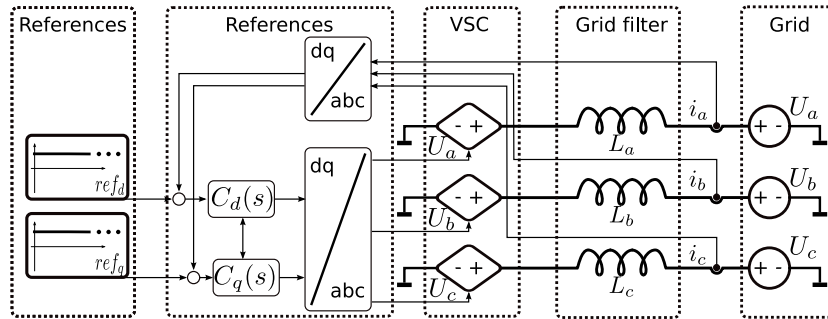 References
References
VSC
Grid filter
Grid
dq
abc
ref_d
ref_q
C_d(s)
C_q(s)
dq
abc
U_a
- +
L_a
i_a
+ -
U_a
U_b
- +
L_b
i_b
+ -
U_b
U_c
- +
L_c
i_c
+ -
U_c